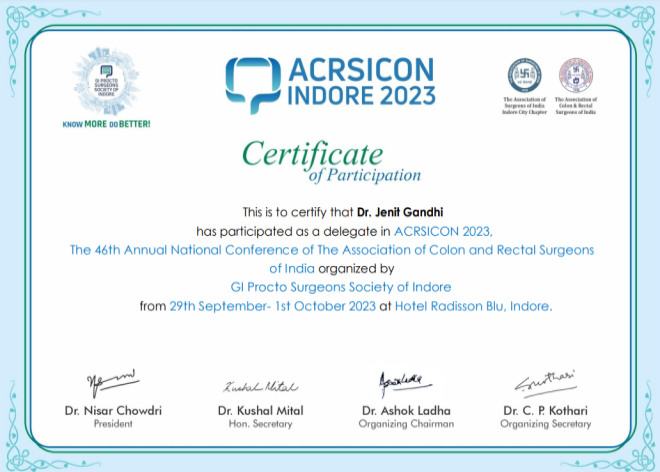 GI PROCTO
SURGEONS
SOCIETY OF
INDORE
KNOW MORE DO BETTER!
ACRSICON
INDORE 2023
The Association of
Surgeons of India
Indore City Chapter
The Association of
Colon & Rectal
Surgeons of India
Certificate
of Participation
This is to certify that Dr. Jenit Gandhi
has participated as a delegate in ACRSICON 2023,
The 46th Annual National Conference of The Association of Colon and Rectal Surgeons
of India organized by
GI Procto Surgeons Society of Indore
from 29th September- 1st October 2023 at Hotel Radisson Blu, Indore.
Kushal Mital
Dr. Nisar Chowdri
President
Dr. Kushal Mital
Hon. Secretary
Dr. Ashok Ladha
Organizing Chairman
Dr. C. P. Kothari
Organizing Secretary